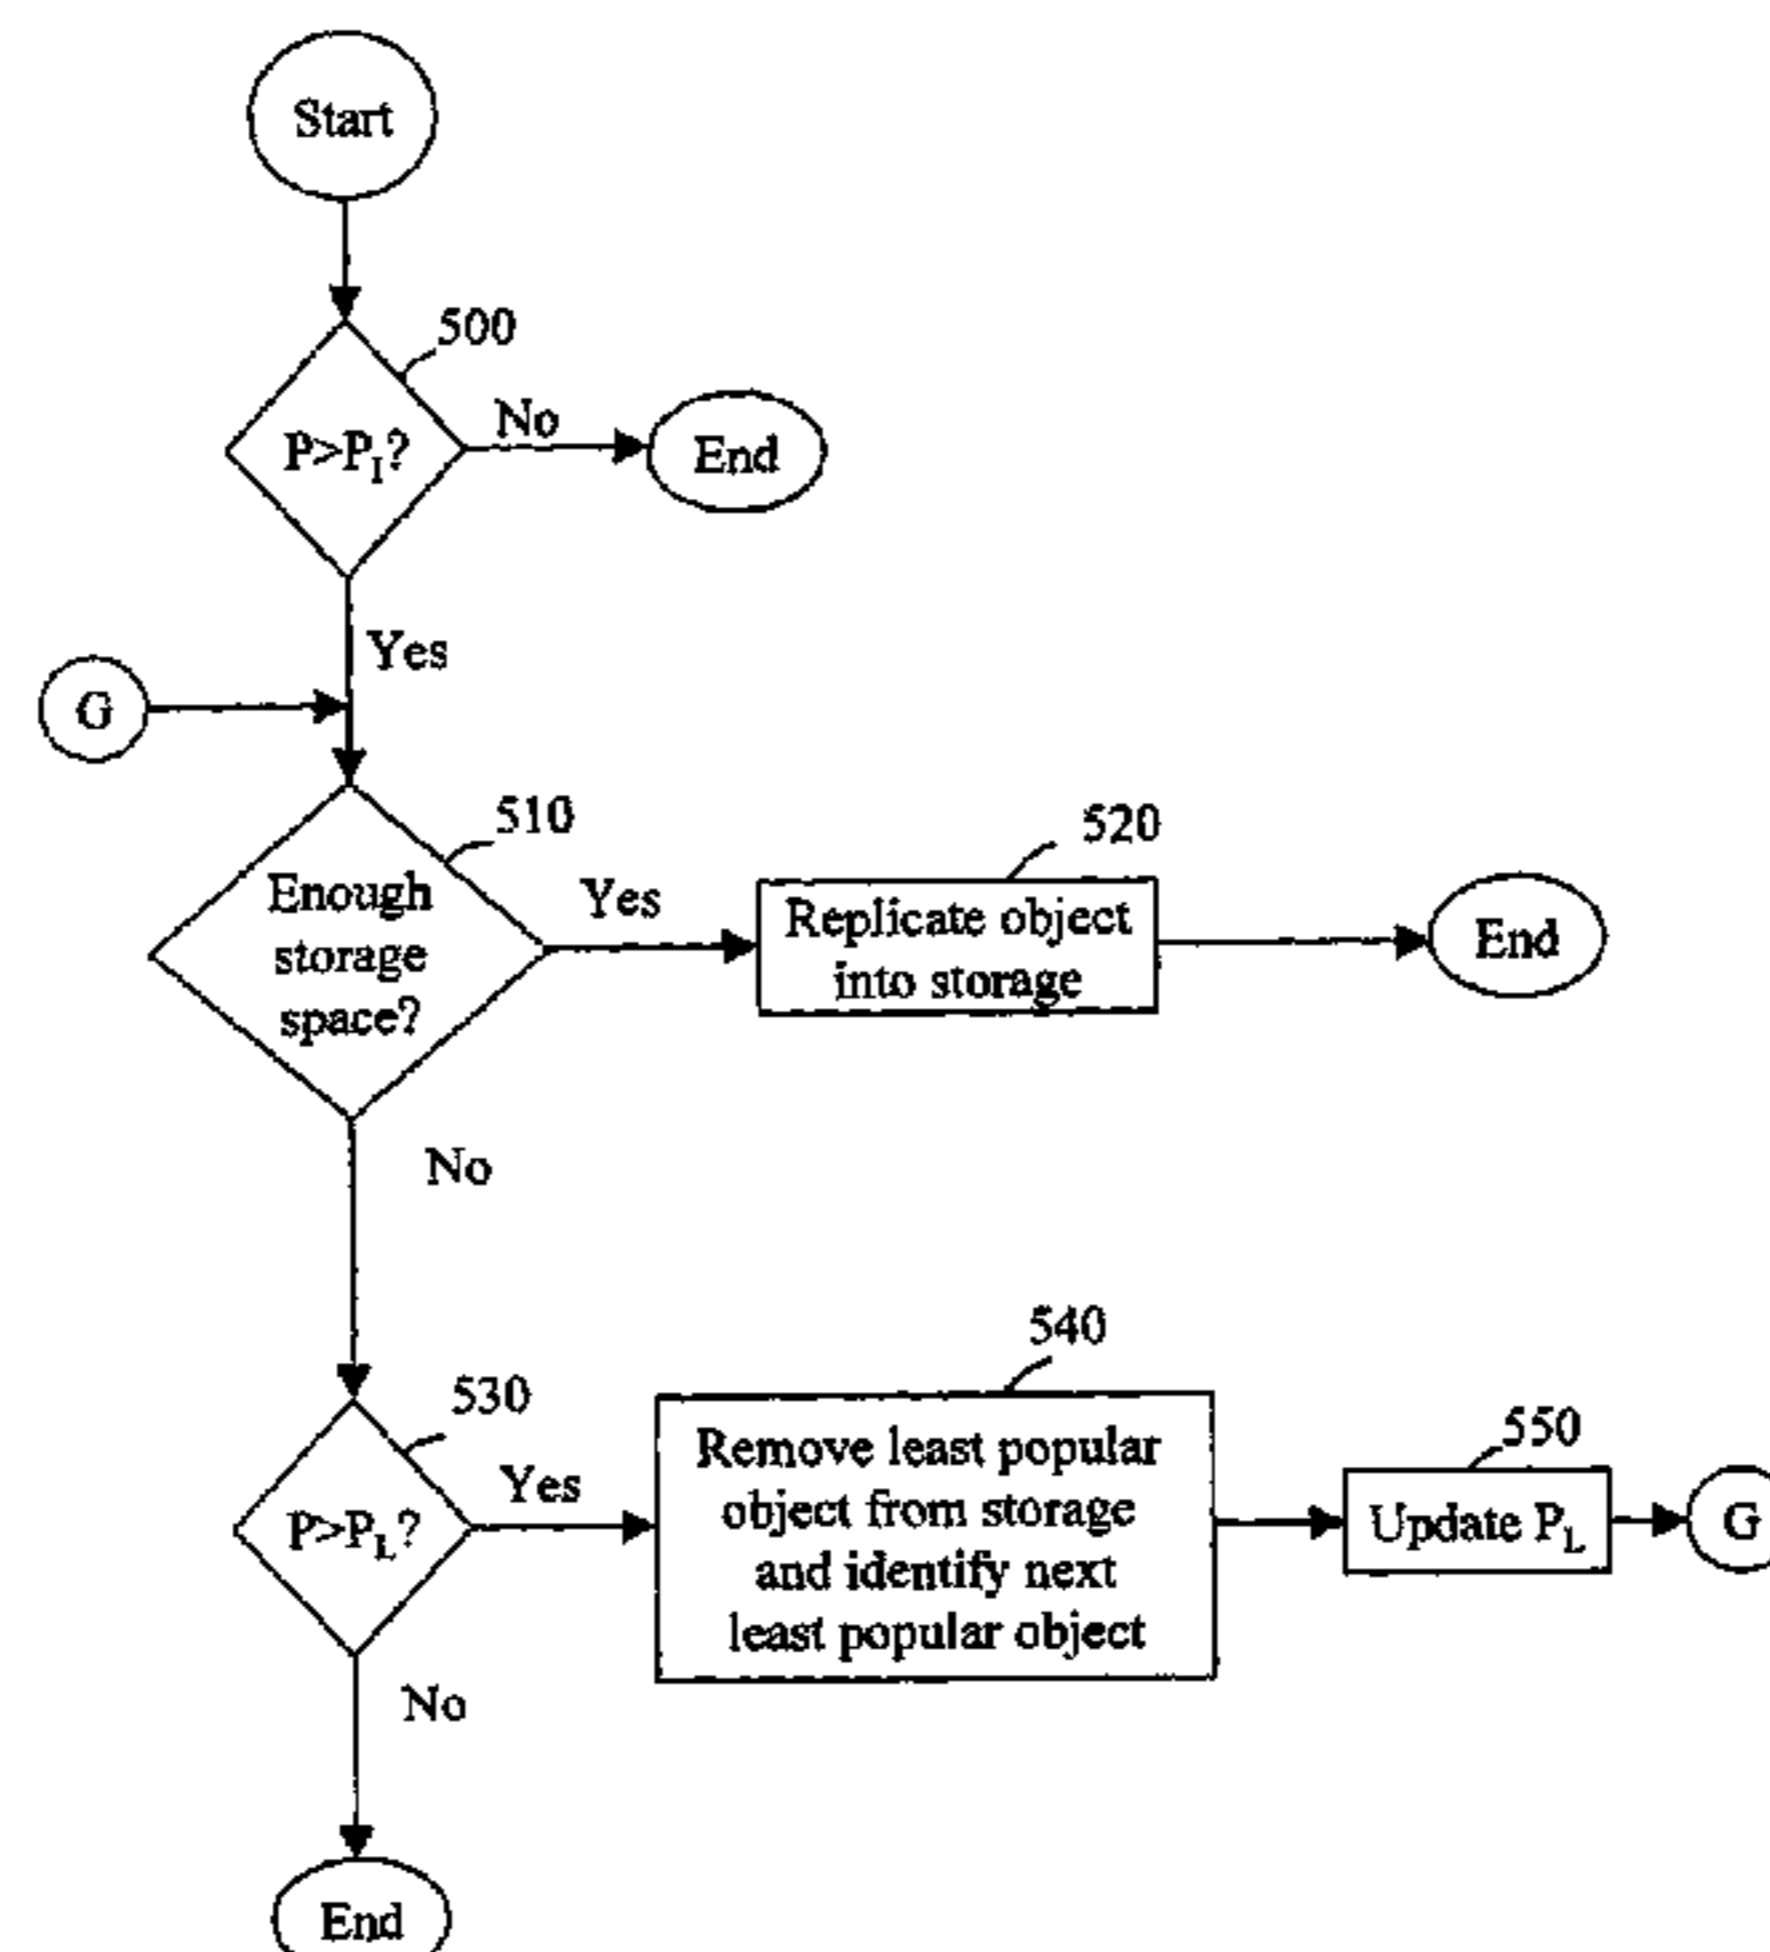 Start
500
P>P_I?
No
End
Yes
G
510
Enough
storage
space?
Yes
520
Replicate object
into storage
End
No
530
P>P_L?
Yes
540
Remove least popular
object from storage
and identify next
least popular object
550
Update P_L
G
No
End